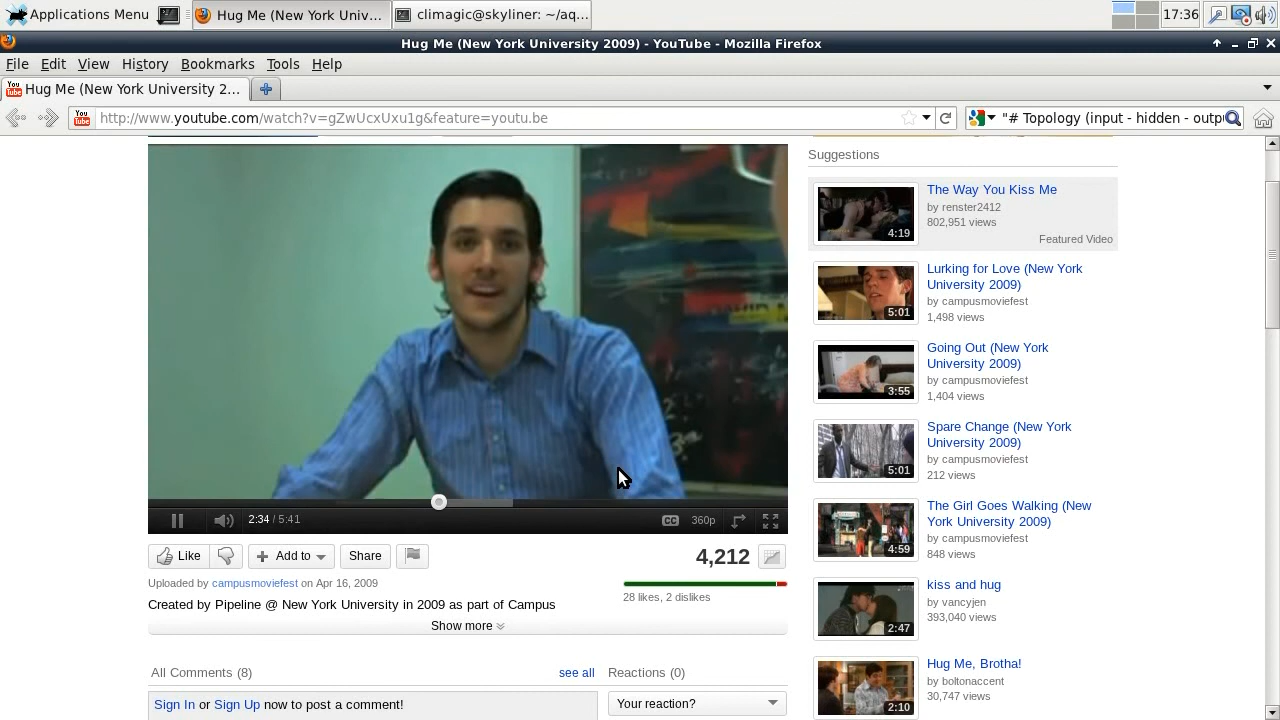 Applications Menu
Hug Me (New York Univ...
climagic@skyliner: ~/aq...
17:36
Hug Me (New York University 2009) - YouTube - Mozilla Firefox
File Edit View History Bookmarks Tools Help
You Tube
Hug Me (New York University 2...
You Tube
http://www.youtube.com/watch?v=gZwUcxUxu1g&feature=youtu.be
"# Topology (input - hidden - outp
Suggestions
4:19
The Way You Kiss Me
by renster2412
802,951 views
Featured Video
5:01
Lurking for Love (New York
University 2009)
by campusmoviefest
1,498 views
3:55
Going Out (New York
University 2009)
by campusmoviefest
1,404 views
5:01
Spare Change (New York
University 2009)
by campusmoviefest
212 views
4:59
The Girl Goes Walking (New
York University 2009)
by campusmoviefest
848 views
2:47
kiss and hug
by vancyjen
393,040 views
2:10
Hug Me, Brotha!
by boltonaccent
30,747 views
2:34 / 5:41
CC
360p
Like
Add to
Share
4,212
Uploaded by campusmoviefest on Apr 16, 2009
28 likes, 2 dislikes
Created by Pipeline @ New York University in 2009 as part of Campus
Show more
All Comments (8)
see all
Reactions (0)
Sign In or Sign Up now to post a comment!
Your reaction?